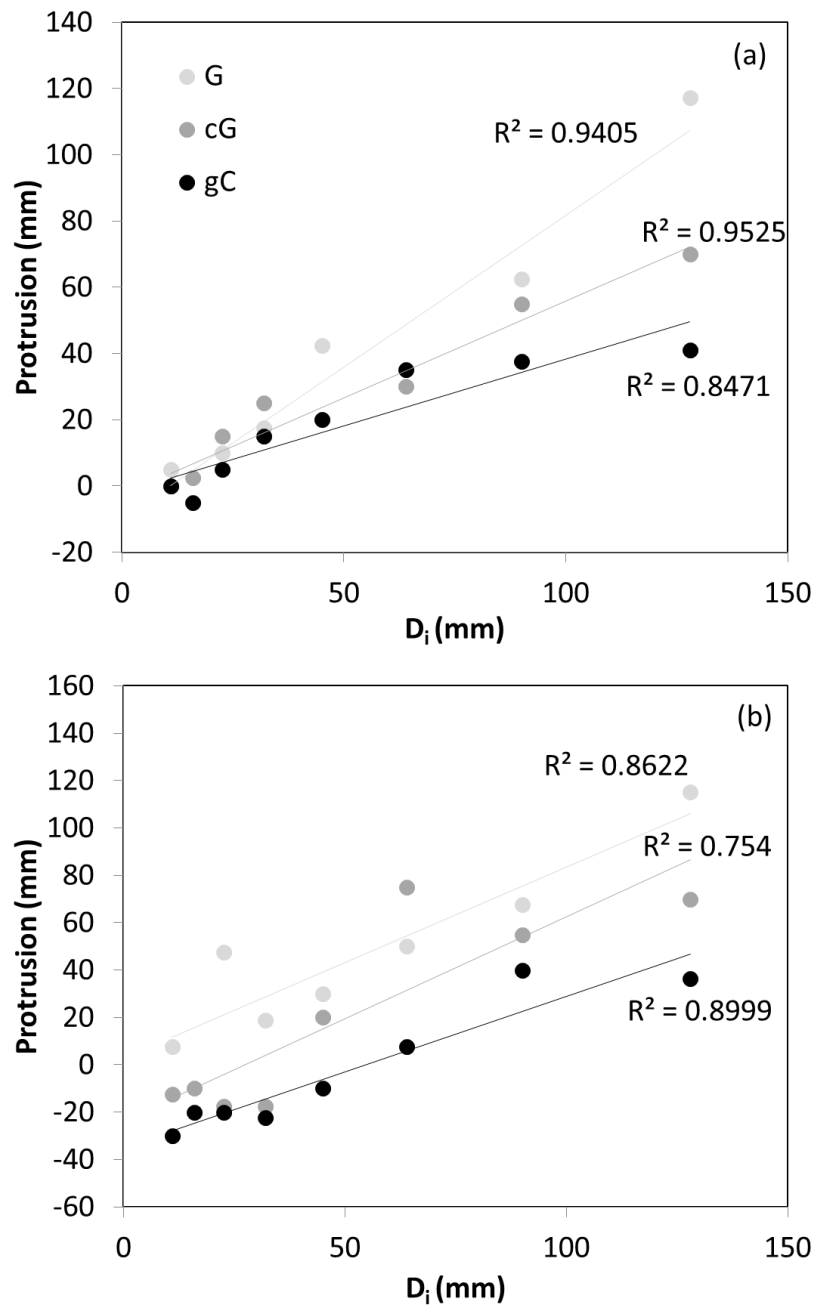 140
120
100
80
60
40
20
0
-20
Protrusion (mm)
G
cG
gC
(a)
R² = 0.9405
R² = 0.9525
R² = 0.8471
0 50 100 150
Dᵢ (mm)
160
140
120
100
80
60
40
20
0
-20
-40
-60
Protrusion (mm)
(b)
R² = 0.8622
R² = 0.754
R² = 0.8999
0 50 100 150
Dᵢ (mm)